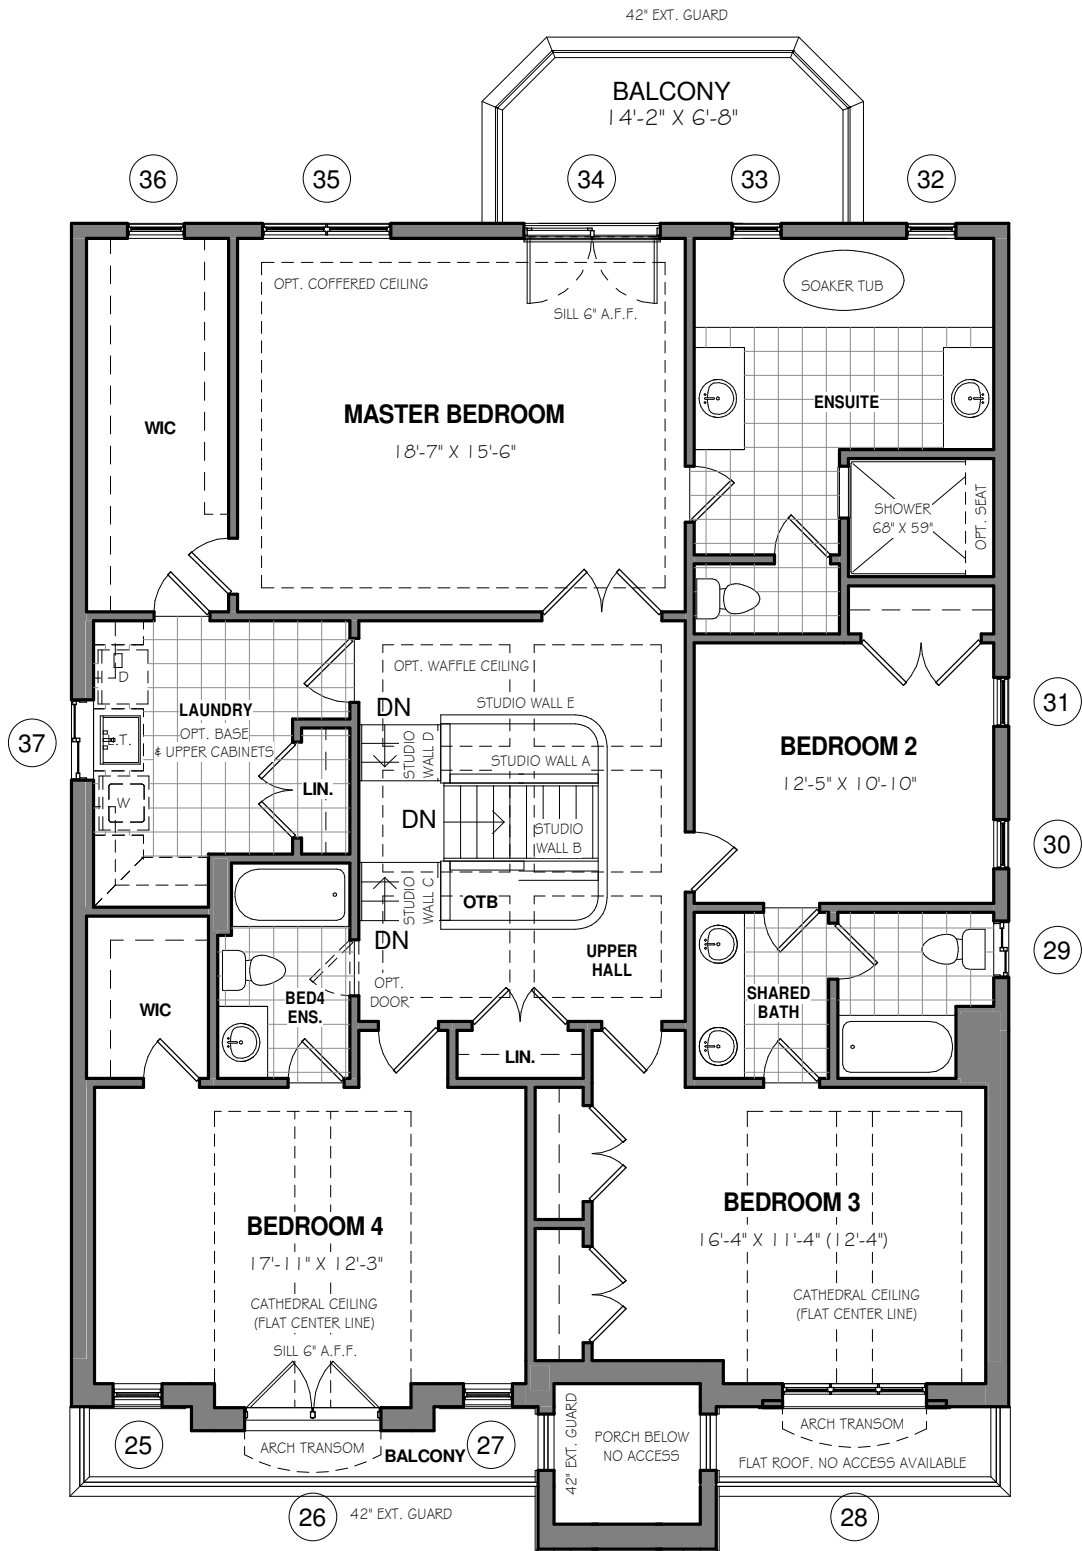 42" EXT. GUARD
BALCONY
14'-2" X 6'-8"
36
35
34
33
32
OPT. COFFERED CEILING
SILL 6" A.F.F.
SOAKER TUB
MASTER BEDROOM
18'-7" X 15'-6"
WIC
ENSUITE
SHOWER
68" X 59"
OPT. SEAT
D
LAUNDRY
OPT. BASE
& UPPER CABINETS
W
LIN.
37
OPT. WAFFLE CEILING
STUDIO WALL E
DN
STUDIO
WALL D
STUDIO WALL A
DN
STUDIO
WALL B
STUDIO
WALL C
OTB
DN
OPT.
DOOR
UPPER
HALL
31
BEDROOM 2
12'-5" X 10'-10"
30
29
WIC
BED4
ENS.
LIN.
SHARED
BATH
BEDROOM 4
17'-11" X 12'-3"
CATHEDRAL CEILING
(FLAT CENTER LINE)
SILL 6" A.F.F.
BEDROOM 3
16'-4" X 11'-4" (12'-4")
CATHEDRAL CEILING
(FLAT CENTER LINE)
25
ARCH TRANSOM
BALCONY
27
42" EXT. GUARD
PORCH BELOW
NO ACCESS
ARCH TRANSOM
FLAT ROOF. NO ACCESS AVAILABLE
26
42" EXT. GUARD
28